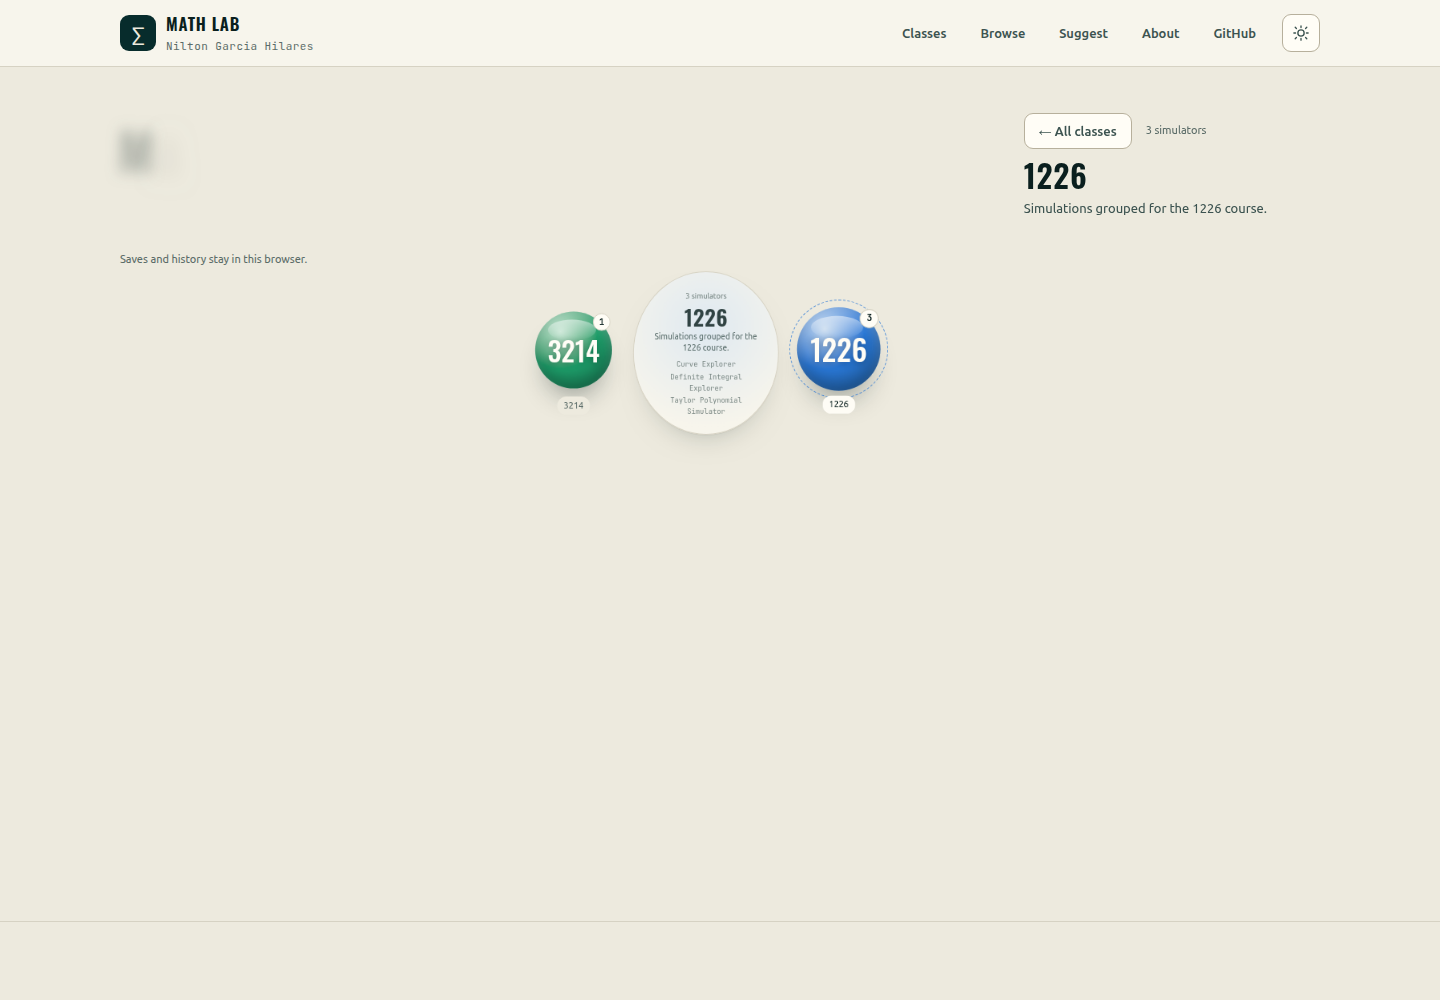 ∑
MATH LAB
Nilton Garcia Hilares
Classes
Browse
Suggest
About
GitHub
← All classes
3 simulators
1226
Simulations grouped for the 1226 course.
Saves and history stay in this browser.
3214
1
3214
3 simulators
1226
Simulations grouped for the
1226 course.
Curve Explorer
Definite Integral
Explorer
Taylor Polynomial
Simulator
1226
3
1226